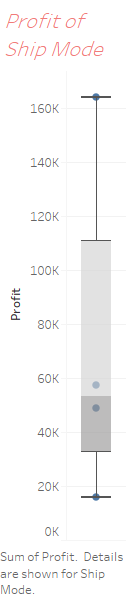 Profit of
Ship Mode
160K
140K
120K
100K
80K
60K
40K
20K
0K
Profit
Sum of Profit. Details
are shown for Ship
Mode.